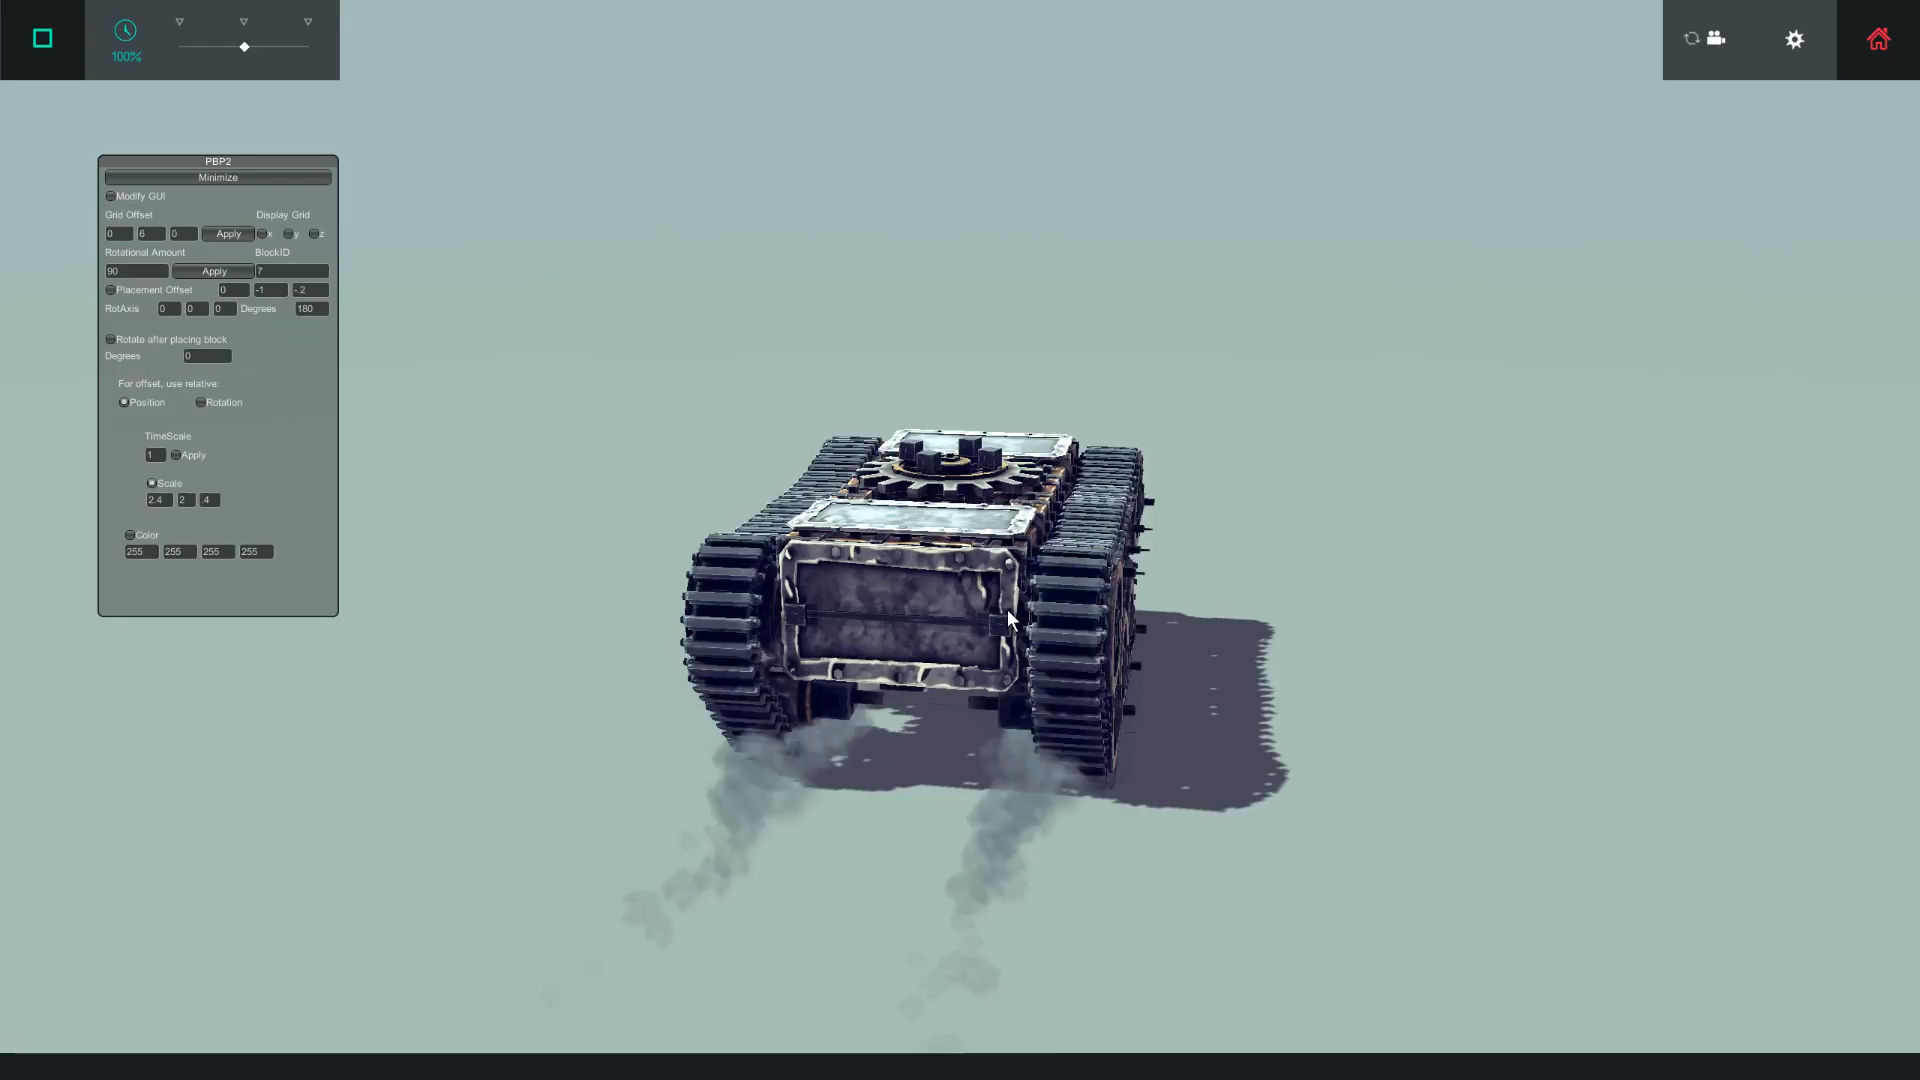 100%
PBP2
Minimize
Modify GUI
Grid Offset Display Grid
0 6 0 Apply x y z
Rotational Amount BlockID
90 Apply 7
Placement Offset 0 -1 -.2
RotAxis 0 0 0 Degrees 180
Rotate after placing block
Degrees 0
For offset, use relative:
Position Rotation
TimeScale
1 Apply
Scale
2.4 2 .4
Color
255 255 255 255